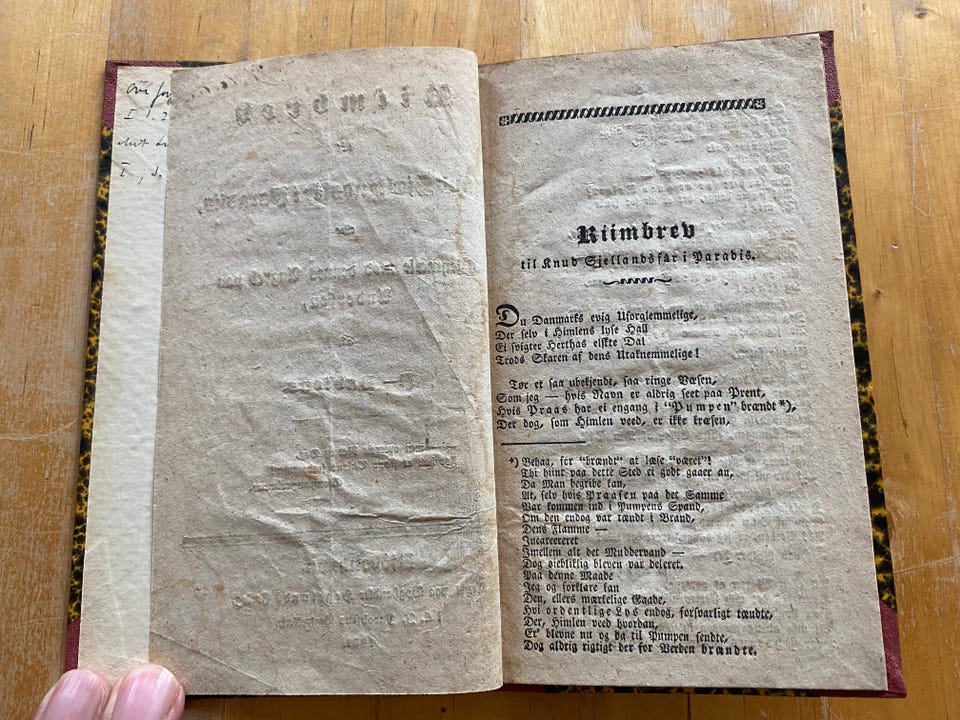 I
I
Riimbrev
til Knud Sjellandsfar i Paradis.
Du Danmarks evig Uforglemmelige,
Der selv i Himlens lyse Hall
Ei svigter Herthas elskte Dal
Trods Skaren af dens Utaknemmelige!
Tør et saa ubekjendt, saa ringe Væsen,
Som jeg — hvis Navn er aldrig seet paa Prent,
Hvis Praas har ei engang i "Pumpen" brændt*),
Der dog, som Himlen veed, er ikke kræsen,
*) Behag, for "brændt" at læse "været"!
Thi hiint paa dette Sted ei godt gaaer an,
Da Man begribe kan,
At, selv hvis Praasen paa det Samme
Var kommen ind i Pumpens Spand,
Om den endog var tændt i Brand,
Dens Flamme —
Incarcereret
Imellem alt det Muddervand —
Dog øiebliklig bleven var deleret.
Paa denne Maade
Jeg og forklare kan
Den, ellers mærkelige Gaade,
Hvi ordentlige Lys endog, forsvarligt tændte,
Der, Himlen veed hvordan,
Er' blevne nu og da til Pumpen sendte,
Dog aldrig rigtigt der for Verden brændte.